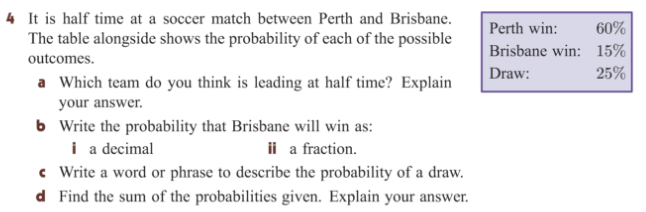 4 It is half time at a soccer match between Perth and Brisbane.
The table alongside shows the probability of each of the possible
outcomes.
a Which team do you think is leading at half time? Explain
your answer.
b Write the probability that Brisbane will win as:
i a decimal
ii a fraction.
c Write a word or phrase to describe the probability of a draw.
d Find the sum of the probabilities given. Explain your answer.
Perth win: 60%
Brisbane win: 15%
Draw: 25%